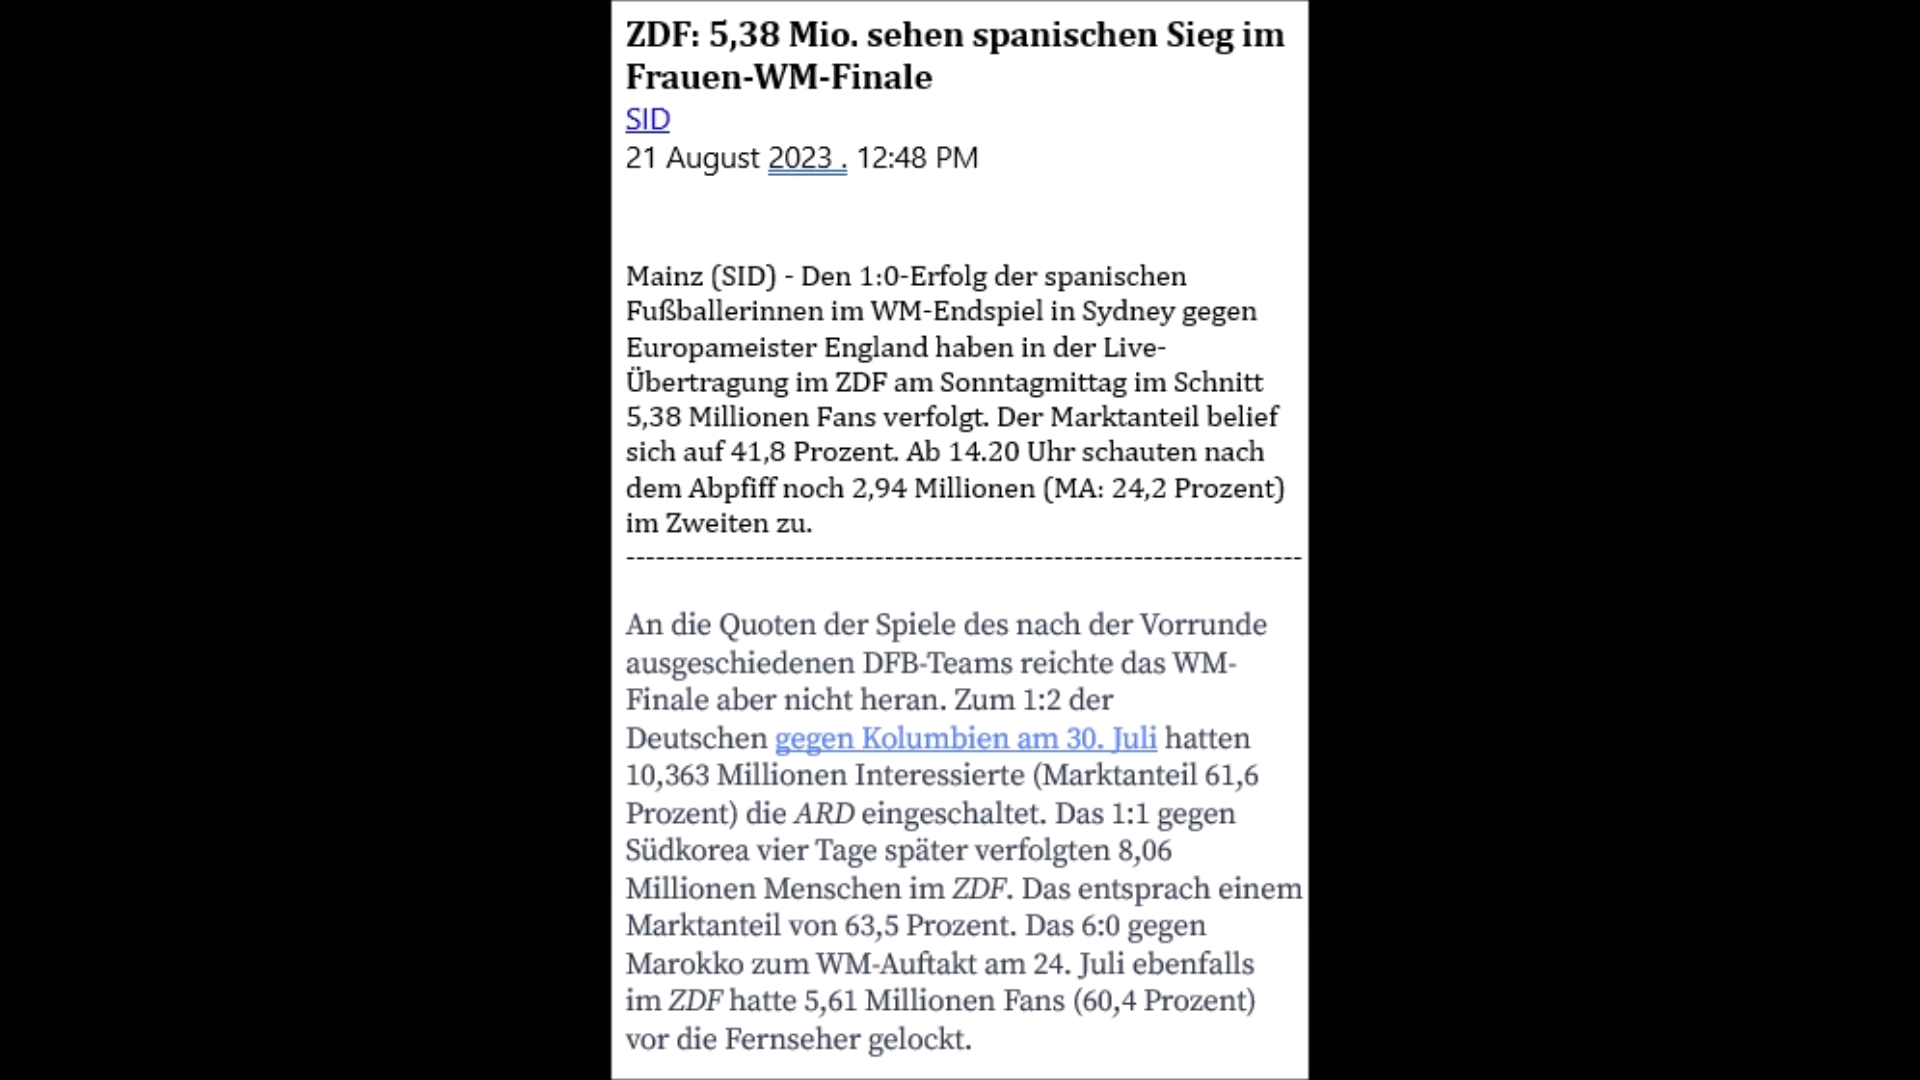 ZDF: 5,38 Mio. sehen spanischen Sieg im
Frauen-WM-Finale
SID
21 August 2023 . 12:48 PM
Mainz (SID) - Den 1:0-Erfolg der spanischen
Fußballerinnen im WM-Endspiel in Sydney gegen
Europameister England haben in der Live-
Übertragung im ZDF am Sonntagmittag im Schnitt
5,38 Millionen Fans verfolgt. Der Marktanteil belief
sich auf 41,8 Prozent. Ab 14.20 Uhr schauten nach
dem Abpfiff noch 2,94 Millionen (MA: 24,2 Prozent)
im Zweiten zu.
--------------------------------------------------------------------
An die Quoten der Spiele des nach der Vorrunde
ausgeschiedenen DFB-Teams reichte das WM-
Finale aber nicht heran. Zum 1:2 der
Deutschen gegen Kolumbien am 30. Juli hatten
10,363 Millionen Interessierte (Marktanteil 61,6
Prozent) die ARD eingeschaltet. Das 1:1 gegen
Südkorea vier Tage später verfolgten 8,06
Millionen Menschen im ZDF. Das entsprach einem
Marktanteil von 63,5 Prozent. Das 6:0 gegen
Marokko zum WM-Auftakt am 24. Juli ebenfalls
im ZDF hatte 5,61 Millionen Fans (60,4 Prozent)
vor die Fernseher gelockt.